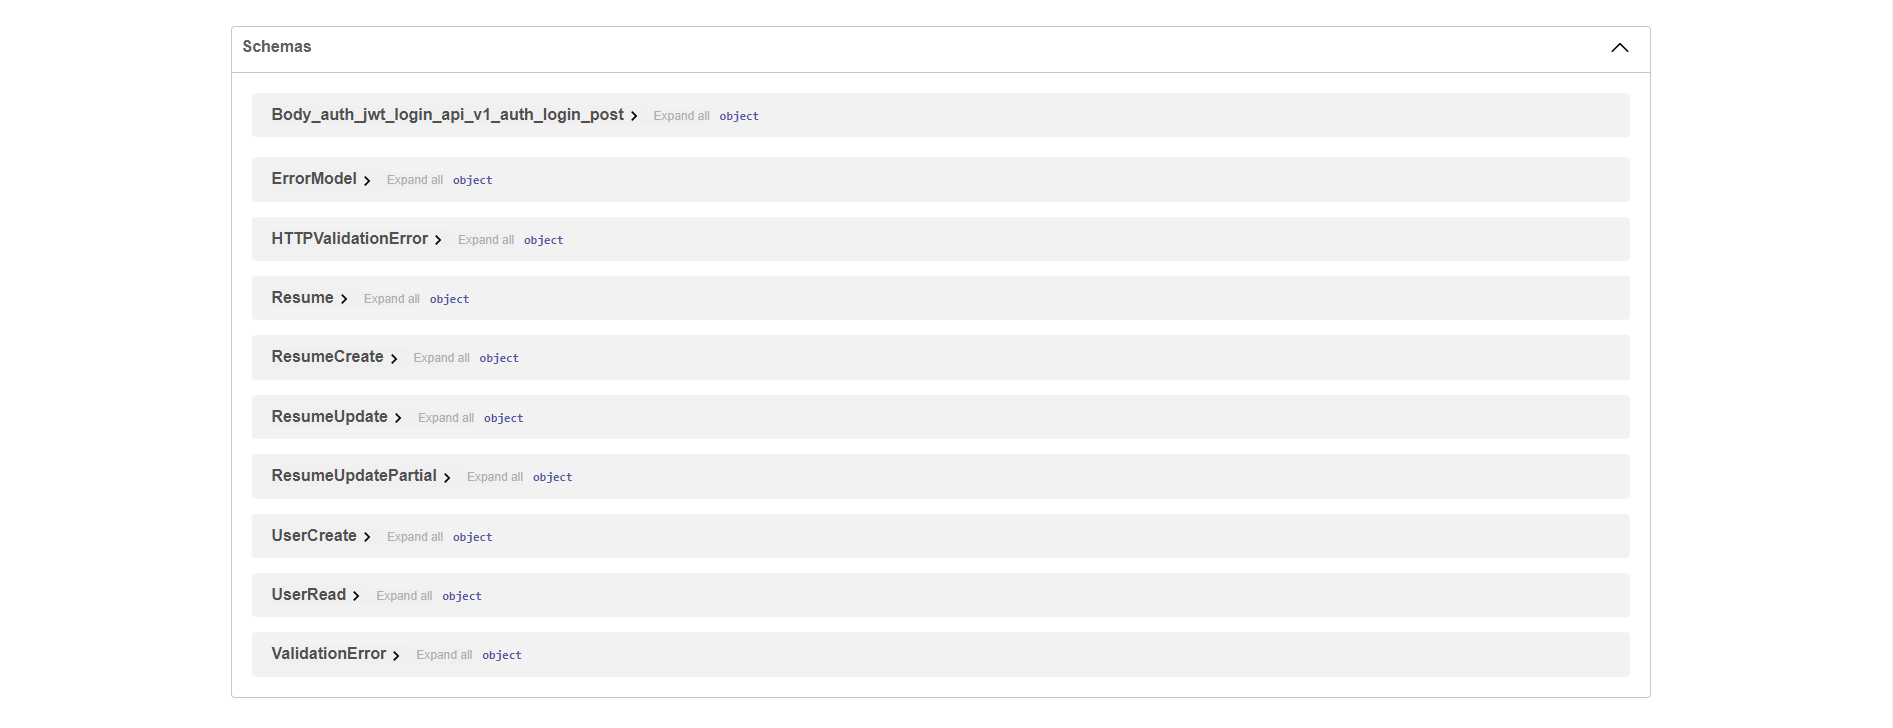 Schemas
Body_auth_jwt_login_api_v1_auth_login_post Expand all object
ErrorModel Expand all object
HTTPValidationError Expand all object
Resume Expand all object
ResumeCreate Expand all object
ResumeUpdate Expand all object
ResumeUpdatePartial Expand all object
UserCreate Expand all object
UserRead Expand all object
ValidationError Expand all object